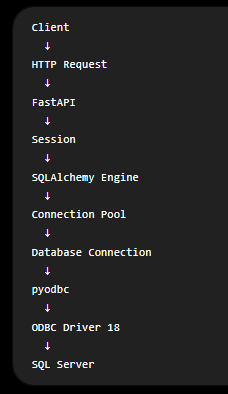 Client
↓
HTTP Request
↓
FastAPI
↓
Session
↓
SQLAlchemy Engine
↓
Connection Pool
↓
Database Connection
↓
pyodbc
↓
ODBC Driver 18
↓
SQL Server